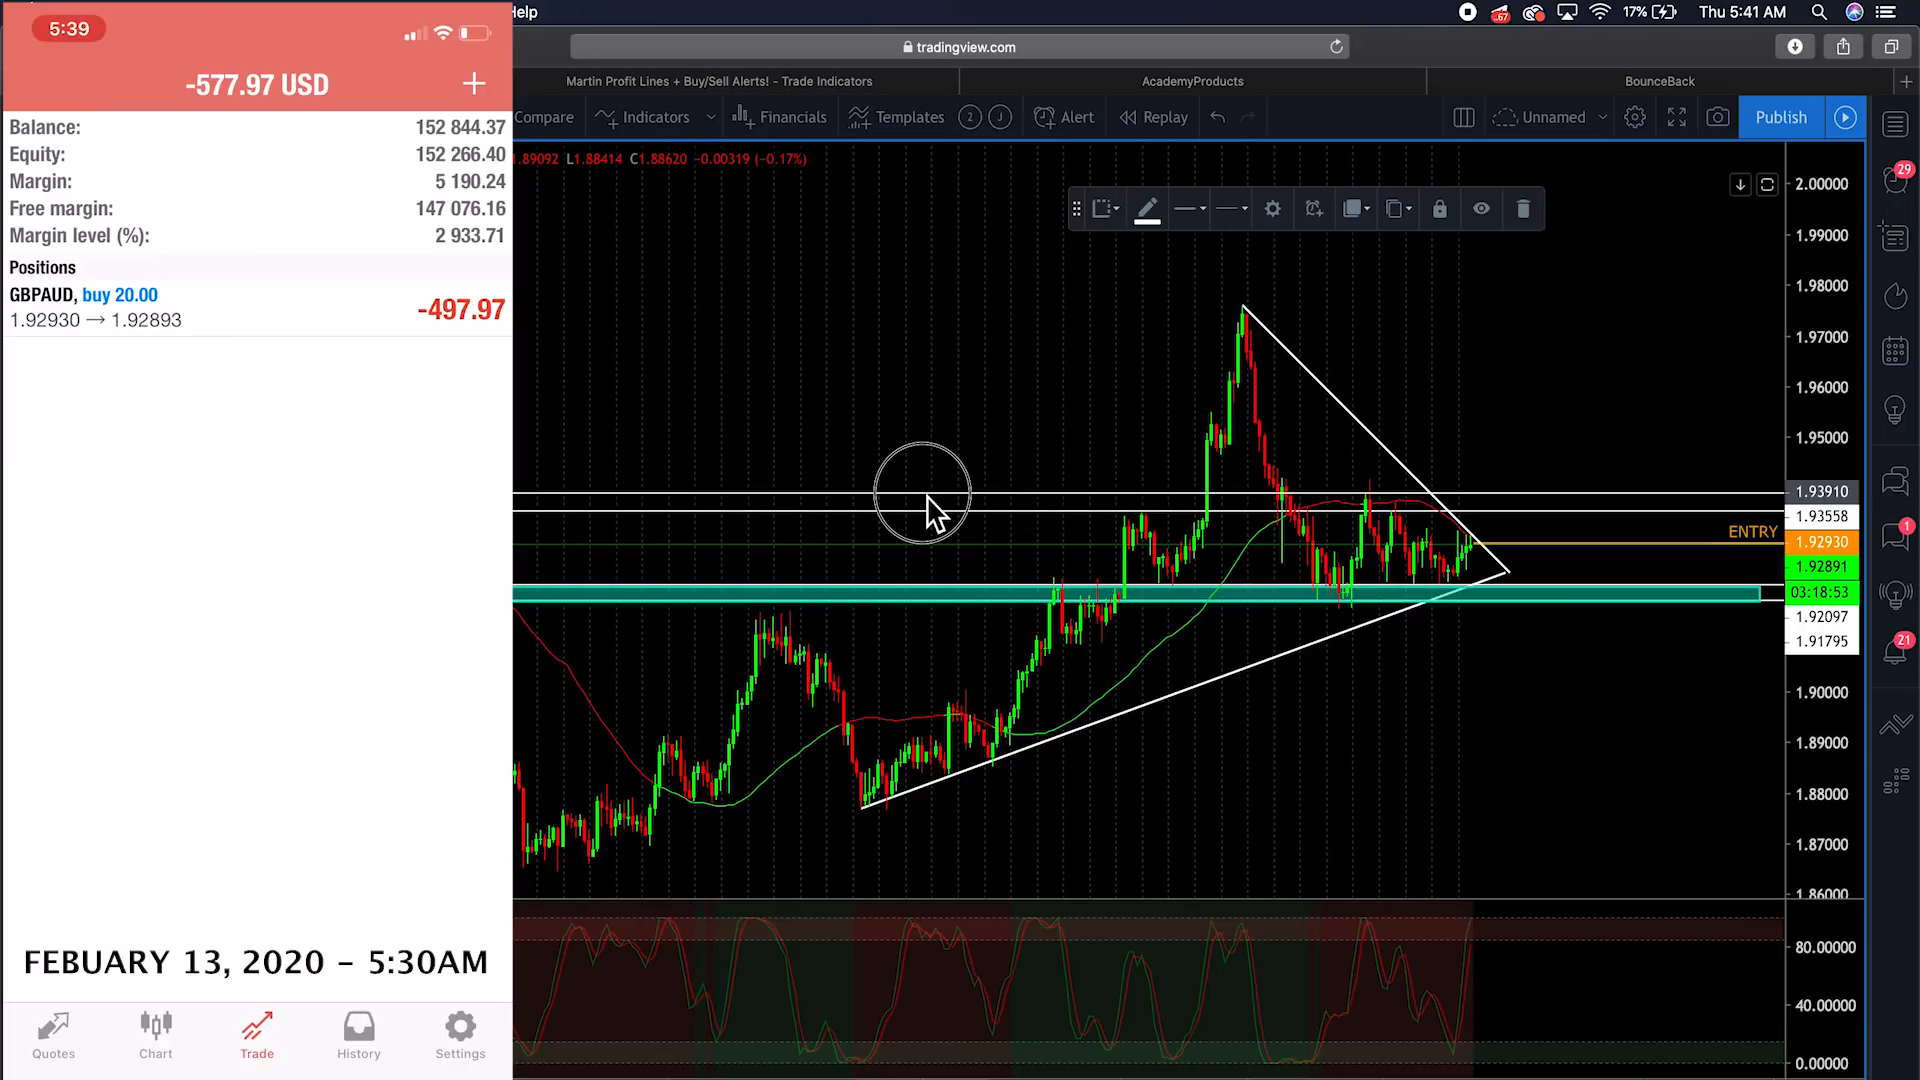 5:39
-577.97 USD
+
Balance: 152 844.37
Equity: 152 266.40
Margin: 5 190.24
Free margin: 147 076.16
Margin level (%): 2 933.71
Positions
GBPAUD, buy 20.00
1.92930 → 1.92893
-497.97
FEBUARY 13, 2020 - 5:30AM
Quotes
Chart
Trade
History
Settings
Help
67
17%
Thu 5:41 AM
tradingview.com
Martin Profit Lines + Buy/Sell Alerts! - Trade Indicators
AcademyProducts
BounceBack
Compare
Indicators
Financials
Templates
2
J
Alert
Replay
Unnamed
Publish
1.89092 L1.88414 C1.88620 -0.00319 (-0.17%)
2.00000
1.99000
1.98000
1.97000
1.96000
1.95000
1.93910
1.93558
ENTRY
1.92930
1.92891
03:18:53
1.92097
1.91795
1.90000
1.89000
1.88000
1.87000
1.86000
80.00000
40.00000
0.00000
29
1
21